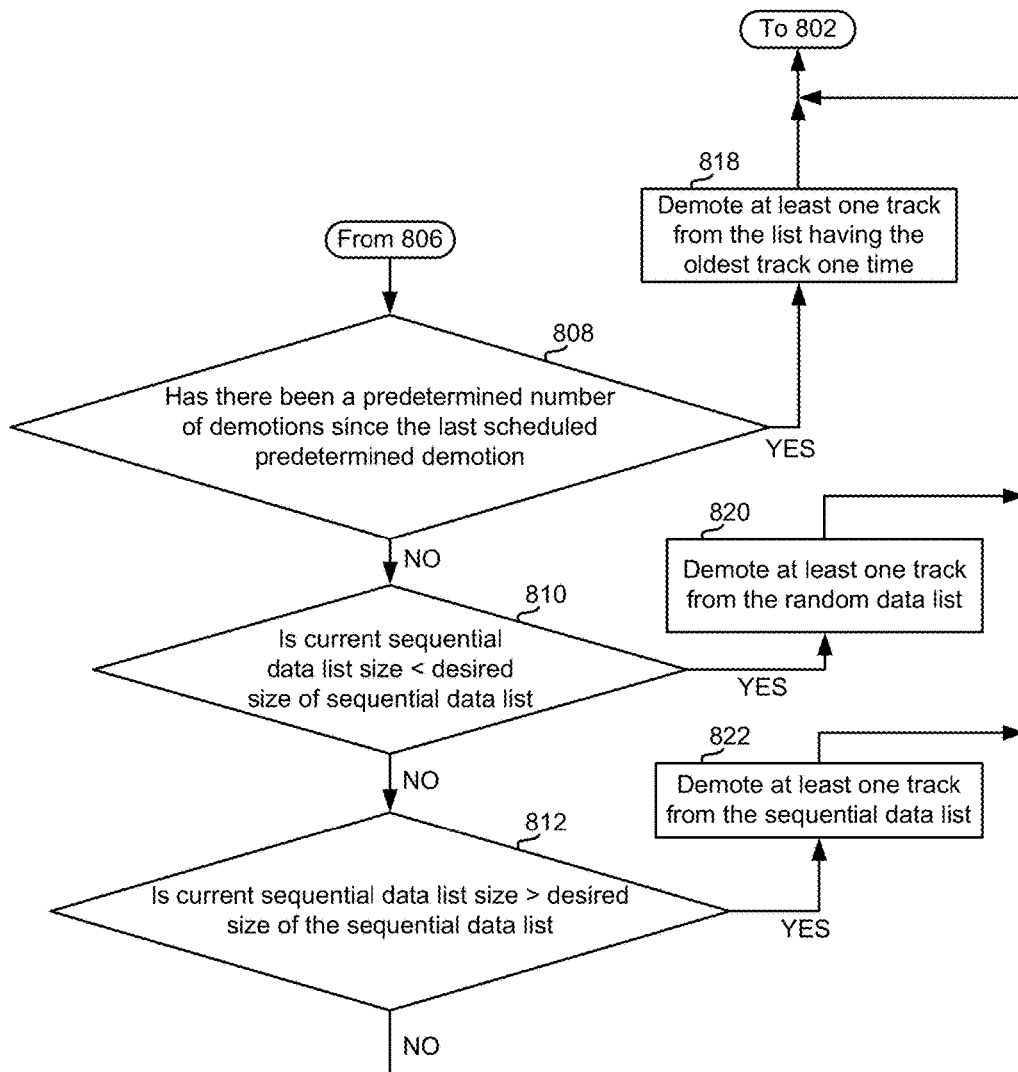 To 802
818
Demote at least one track
from the list having the
oldest track one time
From 806
808
Has there been a predetermined number
of demotions since the last scheduled
predetermined demotion
YES
NO
820
Demote at least one track
from the random data list
810
Is current sequential
data list size < desired
size of sequential data list
YES
NO
822
Demote at least one track
from the sequential data list
812
Is current sequential data list size > desired
size of the sequential data list
YES
NO